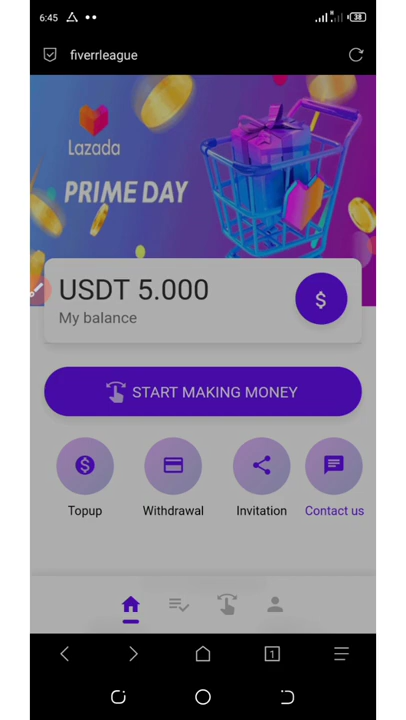 6:45
38
fiverrleague
Lazada
PRIME DAY
USDT 5.000
My balance
$
START MAKING MONEY
Topup
Withdrawal
Invitation
Contact us
1